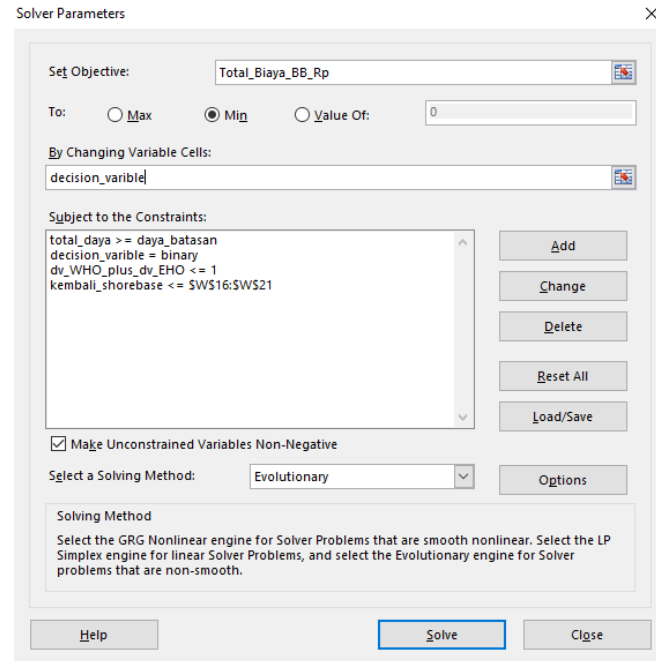 Solver Parameters
Set Objective:
Total_Biaya_BB_Rp
To:
Max
Min
Value Of:
0
By Changing Variable Cells:
decision_varible
Subject to the Constraints:
total_daya >= daya_batasan
decision_varible = binary
dv_WHO_plus_dv_EHO <= 1
kembali_shorebase <= $W$16:$W$21
Add
Change
Delete
Reset All
Load/Save
Make Unconstrained Variables Non-Negative
Select a Solving Method:
Evolutionary
Options
Solving Method
Select the GRG Nonlinear engine for Solver Problems that are smooth nonlinear. Select the LP
Simplex engine for linear Solver Problems, and select the Evolutionary engine for Solver
problems that are non-smooth.
Help
Solve
Close